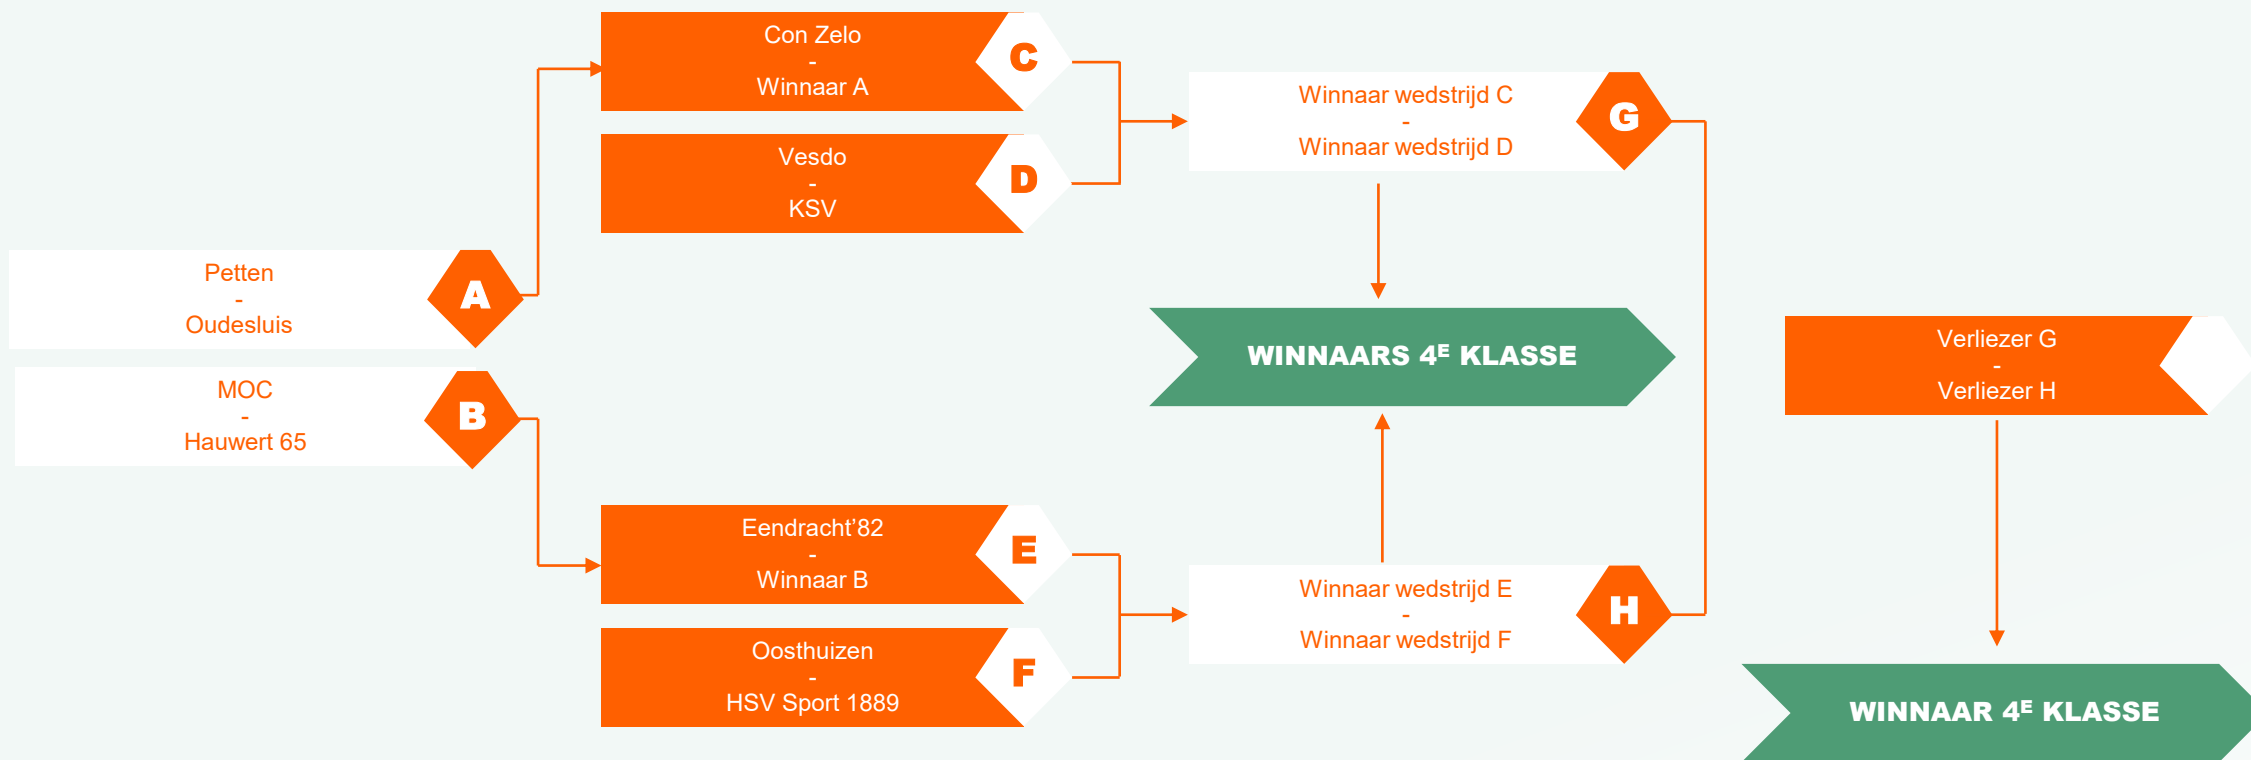 Con Zelo
-
Winnaar A
C
Vesdo
-
KSV
D
Winnaar wedstrijd C
-
Winnaar wedstrijd D
G
Petten
-
Oudesluis
A
MOC
-
Hauwert 65
B
WINNAARS 4E KLASSE
Verliezer G
-
Verliezer H
Eendracht’82
-
Winnaar B
E
Oosthuizen
-
HSV Sport 1889
F
Winnaar wedstrijd E
-
Winnaar wedstrijd F
H
WINNAAR 4E KLASSE